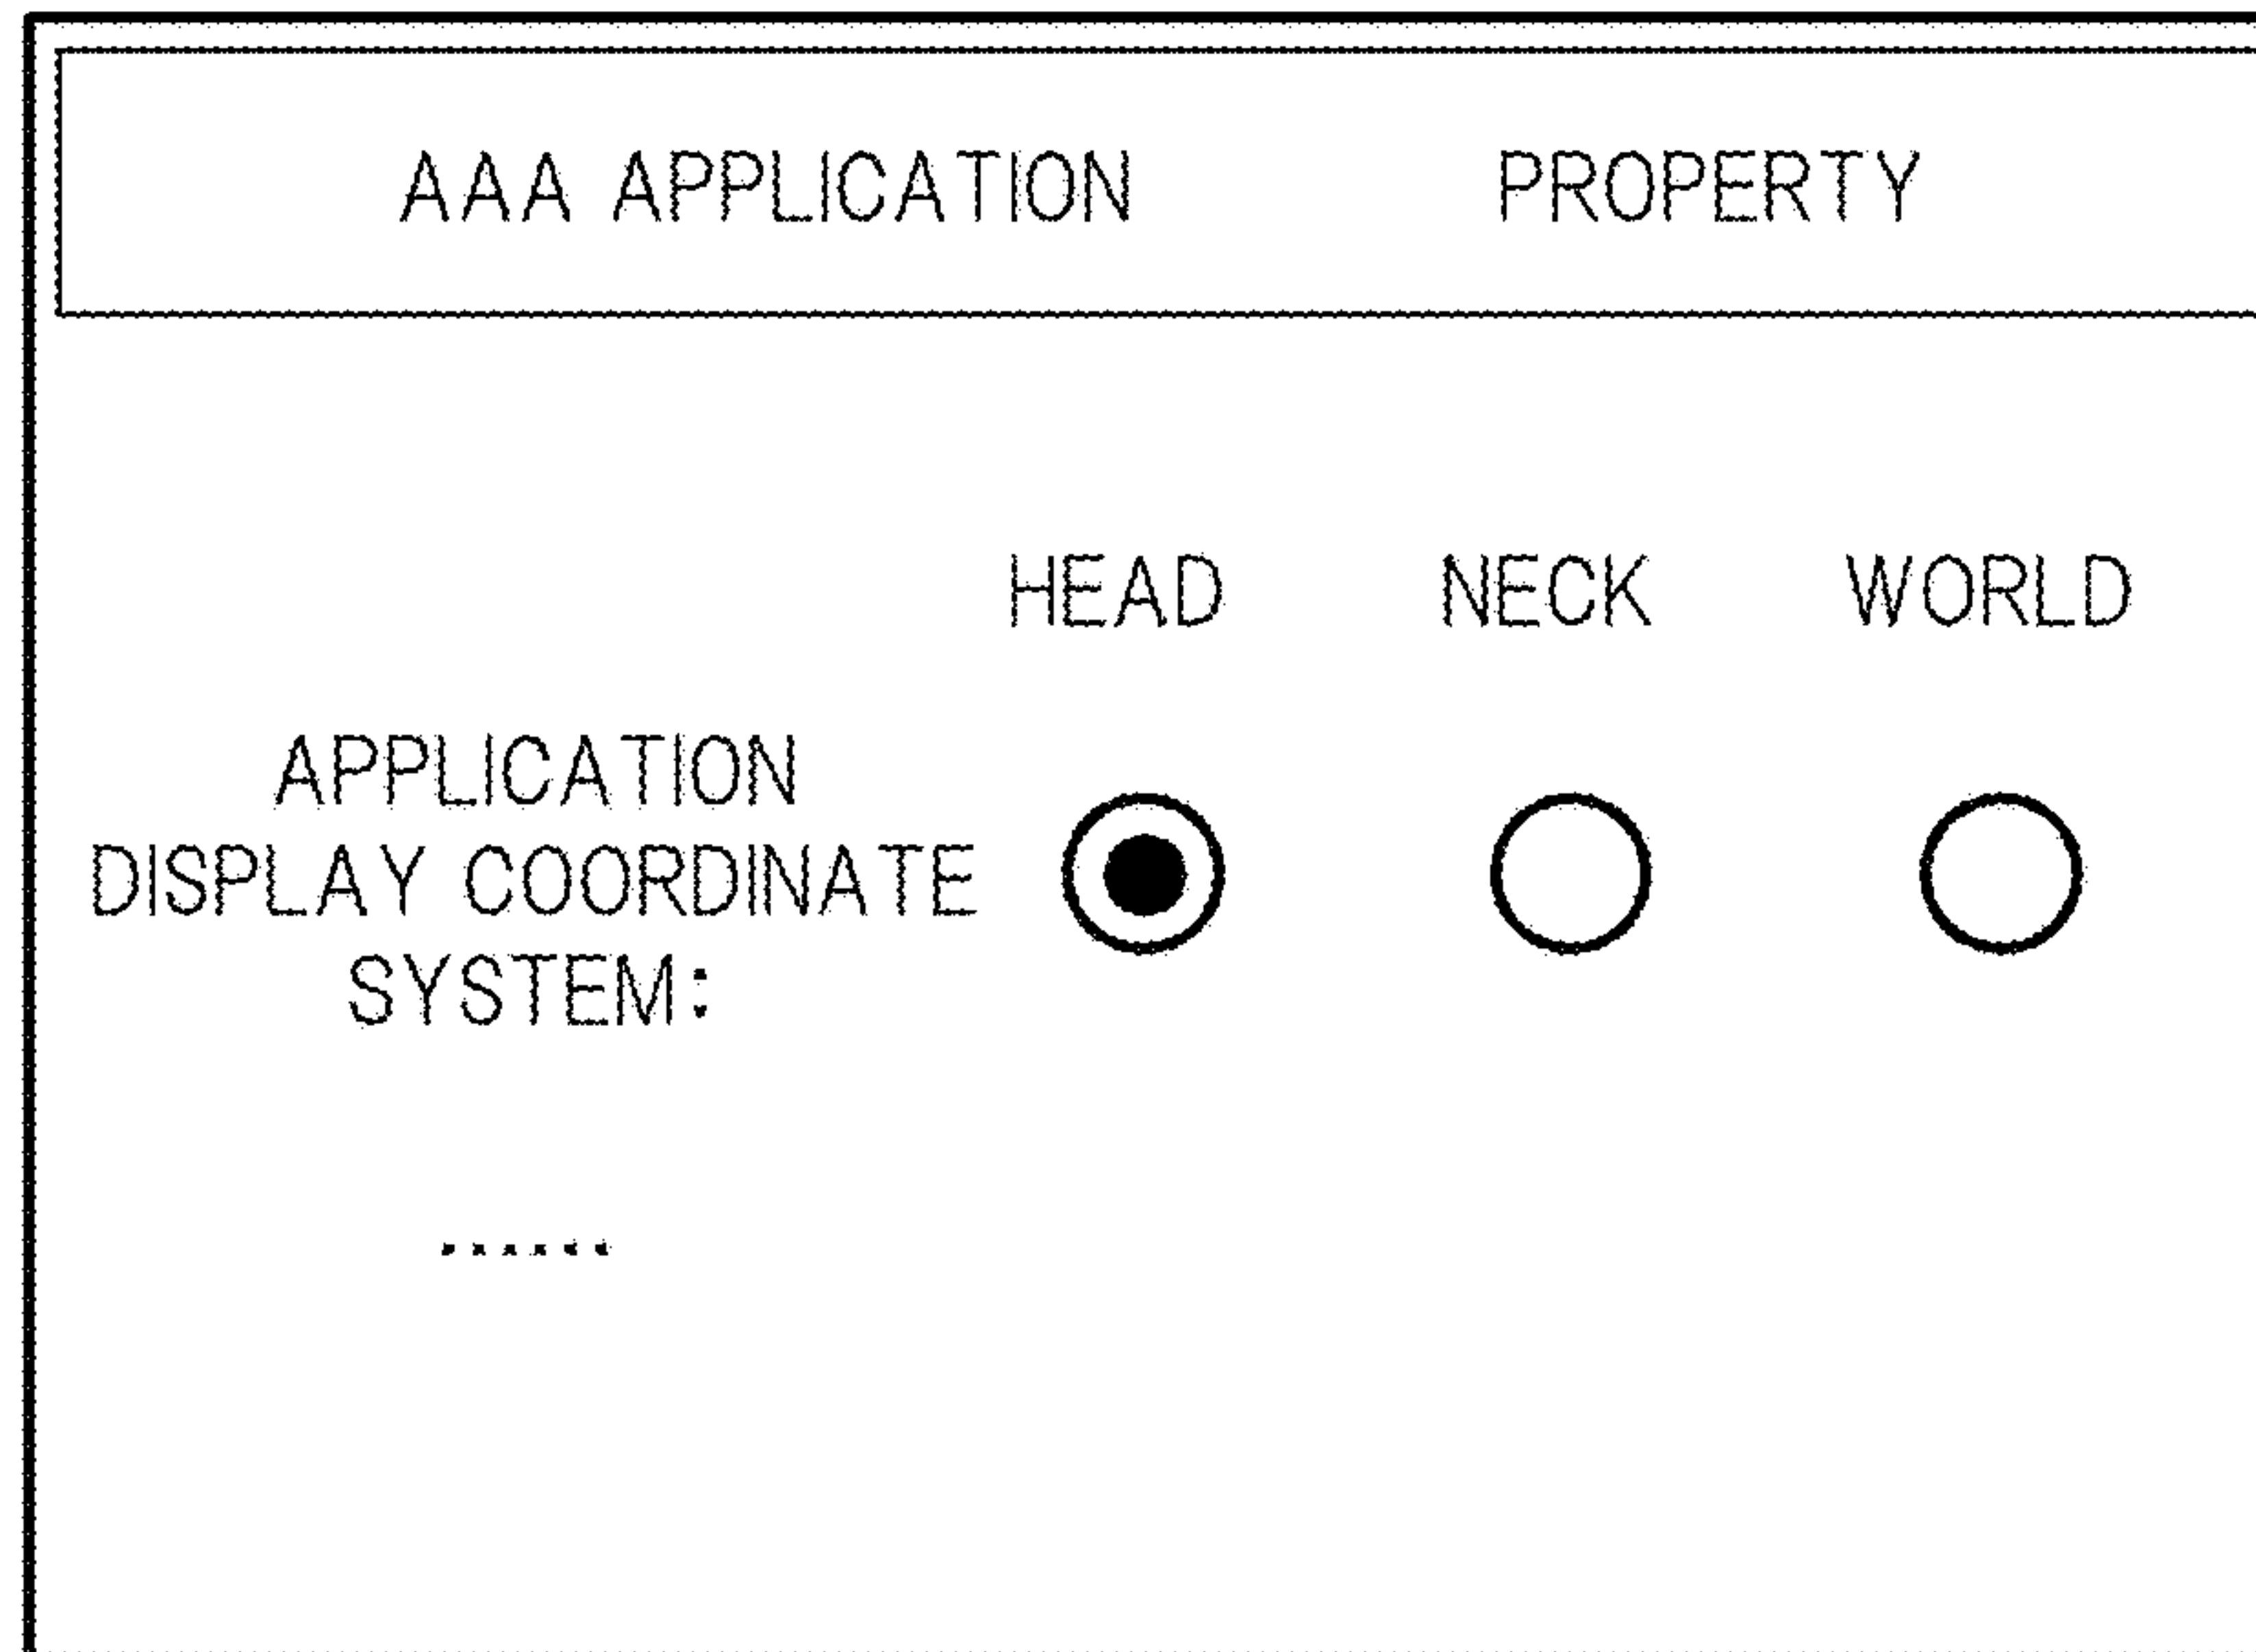 AAA APPLICATION PROPERTY
HEAD NECK WORLD
APPLICATION
DISPLAY COORDINATE
SYSTEM:
......